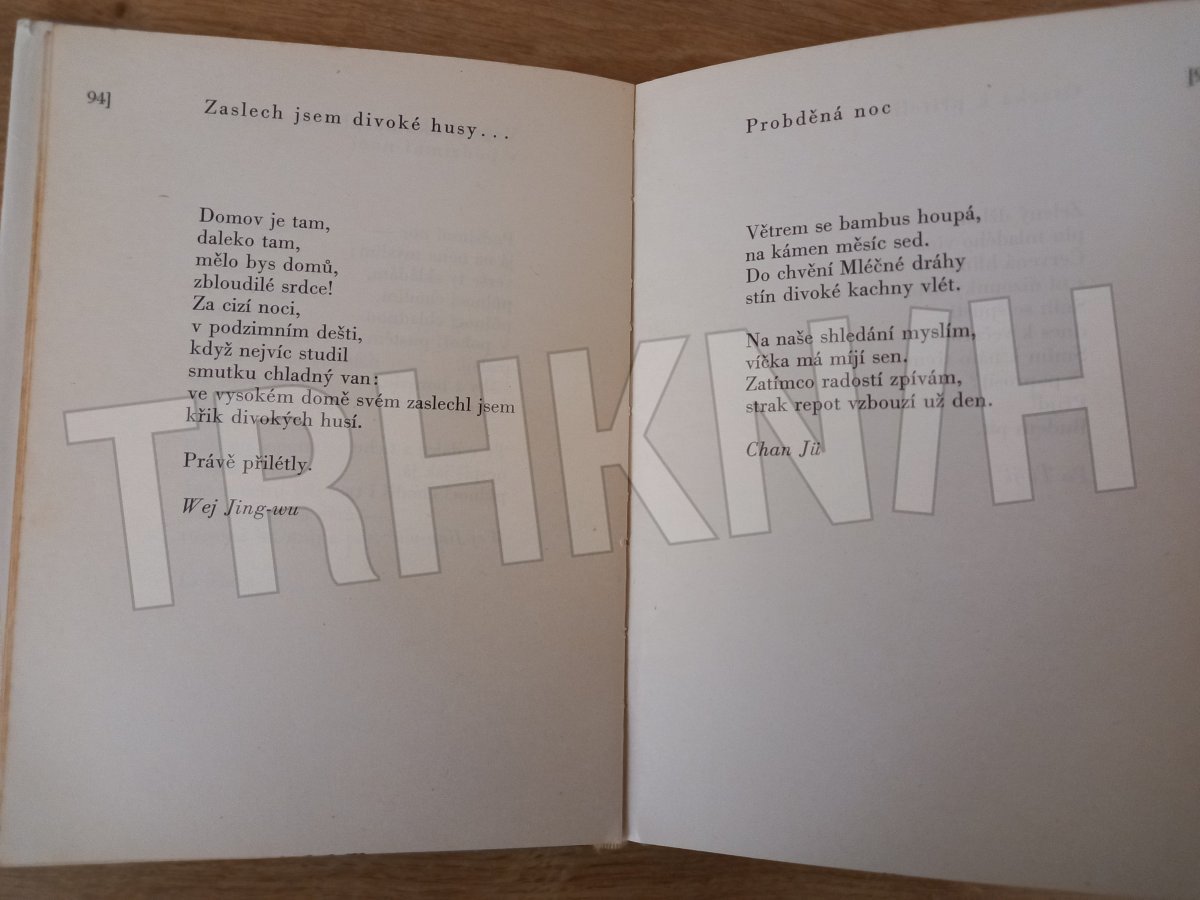 94]
Zaslech jsem divoké husy...
Domov je tam,
daleko tam,
mělo bys domů,
zbloudilé srdce!
Za cizí noci,
v podzimním dešti,
když nejvíc studil
smutku chladný van:
ve vysokém domě svém zaslechl jsem
křik divokých husí.
Právě přilétly.
Wej Jing-wu
Probděná noc
Větrem se bambus houpá,
na kámen měsíc sed.
Do chvění Mléčné dráhy
stín divoké kachny vlét.
Na naše shledání myslím,
víčka má míjí sen.
Zatímco radostí zpívám,
strak repot vzbouzí už den.
Chan Jü
TRHKNIH